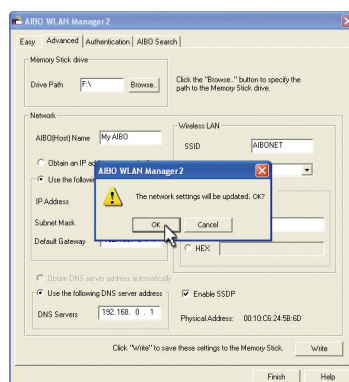 AIBO WLAN Manager 2
Easy Advanced Authentication AIBO Search
Memory Stick drive
Drive Path F:\ Browse..
Click the "Browse.." button to specify the
path to the Memory Stick drive.
Network
AIBO(Host) Name My AIBO
Wireless LAN
SSID AIBONET
Obtain an IP
Use the
AIBO WLAN Manager 2
The network settings will be updated. OK?
OK Cancel
IP Address
Subnet Mask
Default Gateway
HEX
Obtain DNS server address automatically
Use the following DNS server address
DNS Servers 192.168. 0 . 1
Enable SSDP
Physical Address: 00:10:C6:24:5B:6D
Click "Write" to save these settings to the Memory Stick. Write
Finish Help